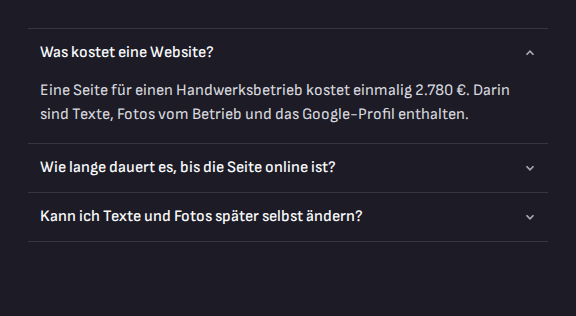 Was kostet eine Website?
Eine Seite für einen Handwerksbetrieb kostet einmalig 2.780 €. Darin
sind Texte, Fotos vom Betrieb und das Google-Profil enthalten.
Wie lange dauert es, bis die Seite online ist?
Kann ich Texte und Fotos später selbst ändern?